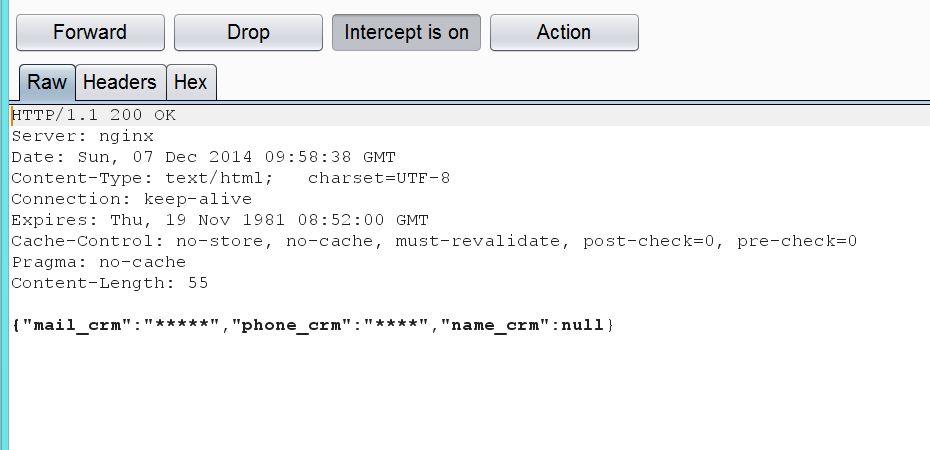 Forward Drop Intercept is on Action
Raw Headers Hex
HTTP/1.1 200 OK
Server: nginx
Date: Sun, 07 Dec 2014 09:58:38 GMT
Content-Type: text/html;   charset=UTF-8
Connection: keep-alive
Expires: Thu, 19 Nov 1981 08:52:00 GMT
Cache-Control: no-store, no-cache, must-revalidate, post-check=0, pre-check=0
Pragma: no-cache
Content-Length: 55
{"mail_crm":"*****","phone_crm":"****","name_crm":null}